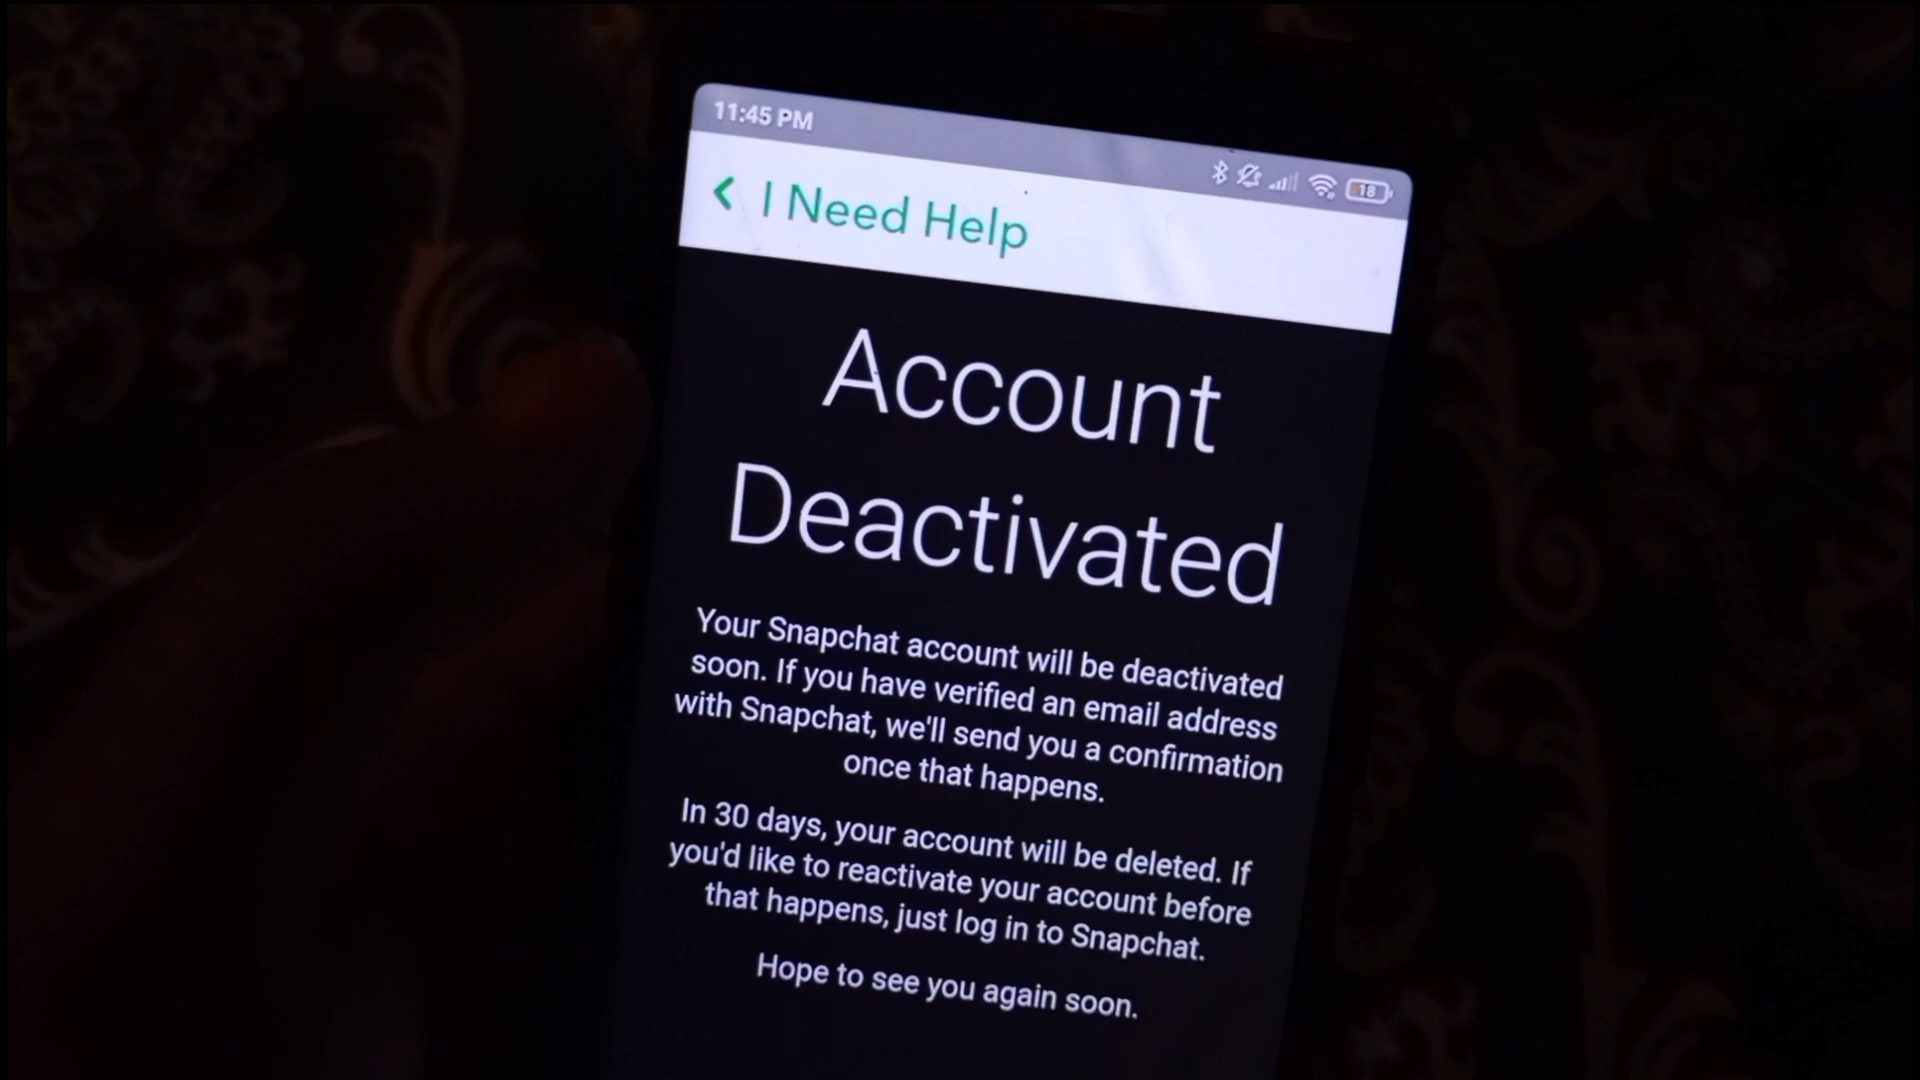 11:45 PM
18
I Need Help
Account
Deactivated
Your Snapchat account will be deactivated
soon. If you have verified an email address
with Snapchat, we'll send you a confirmation
once that happens.
In 30 days, your account will be deleted. If
you'd like to reactivate your account before
that happens, just log in to Snapchat.
Hope to see you again soon.